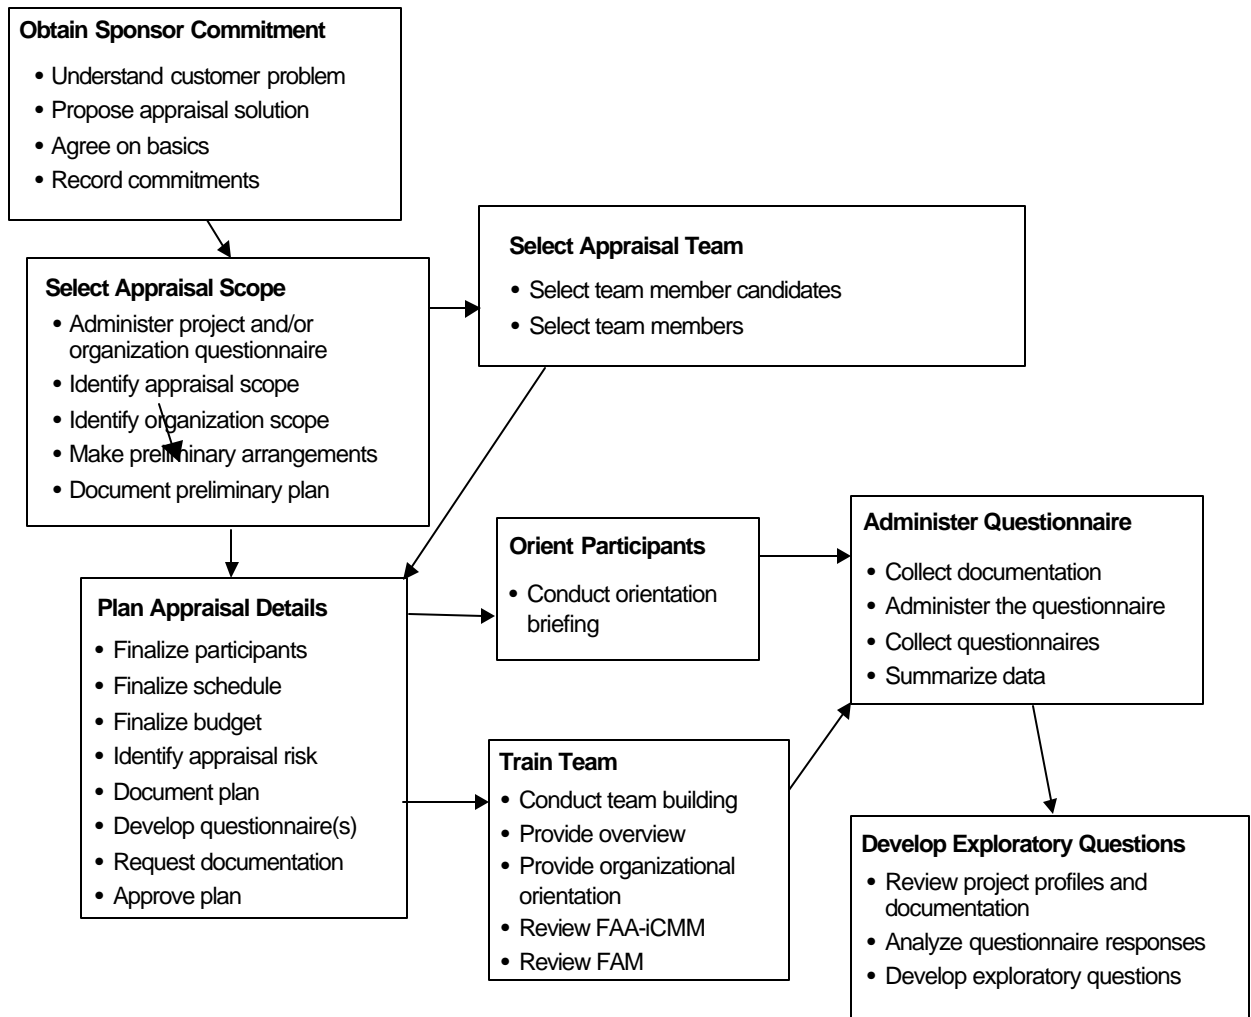 Obtain Sponsor Commitment
• Understand customer problem
• Propose appraisal solution
• Agree on basics
• Record commitments
Select Appraisal Team
• Select team member candidates
• Select team members
Select Appraisal Scope
• Administer project and/or
organization questionnaire
• Identify appraisal scope
• Identify organization scope
• Make preliminary arrangements
• Document preliminary plan
Orient Participants
• Conduct orientation
briefing
Administer Questionnaire
• Collect documentation
• Administer the questionnaire
• Collect questionnaires
• Summarize data
Plan Appraisal Details
• Finalize participants
• Finalize schedule
• Finalize budget
• Identify appraisal risk
• Document plan
• Develop questionnaire(s)
• Request documentation
• Approve plan
Train Team
• Conduct team building
• Provide overview
• Provide organizational
orientation
• Review FAA-iCMM
• Review FAM
Develop Exploratory Questions
• Review project profiles and
documentation
• Analyze questionnaire responses
• Develop exploratory questions